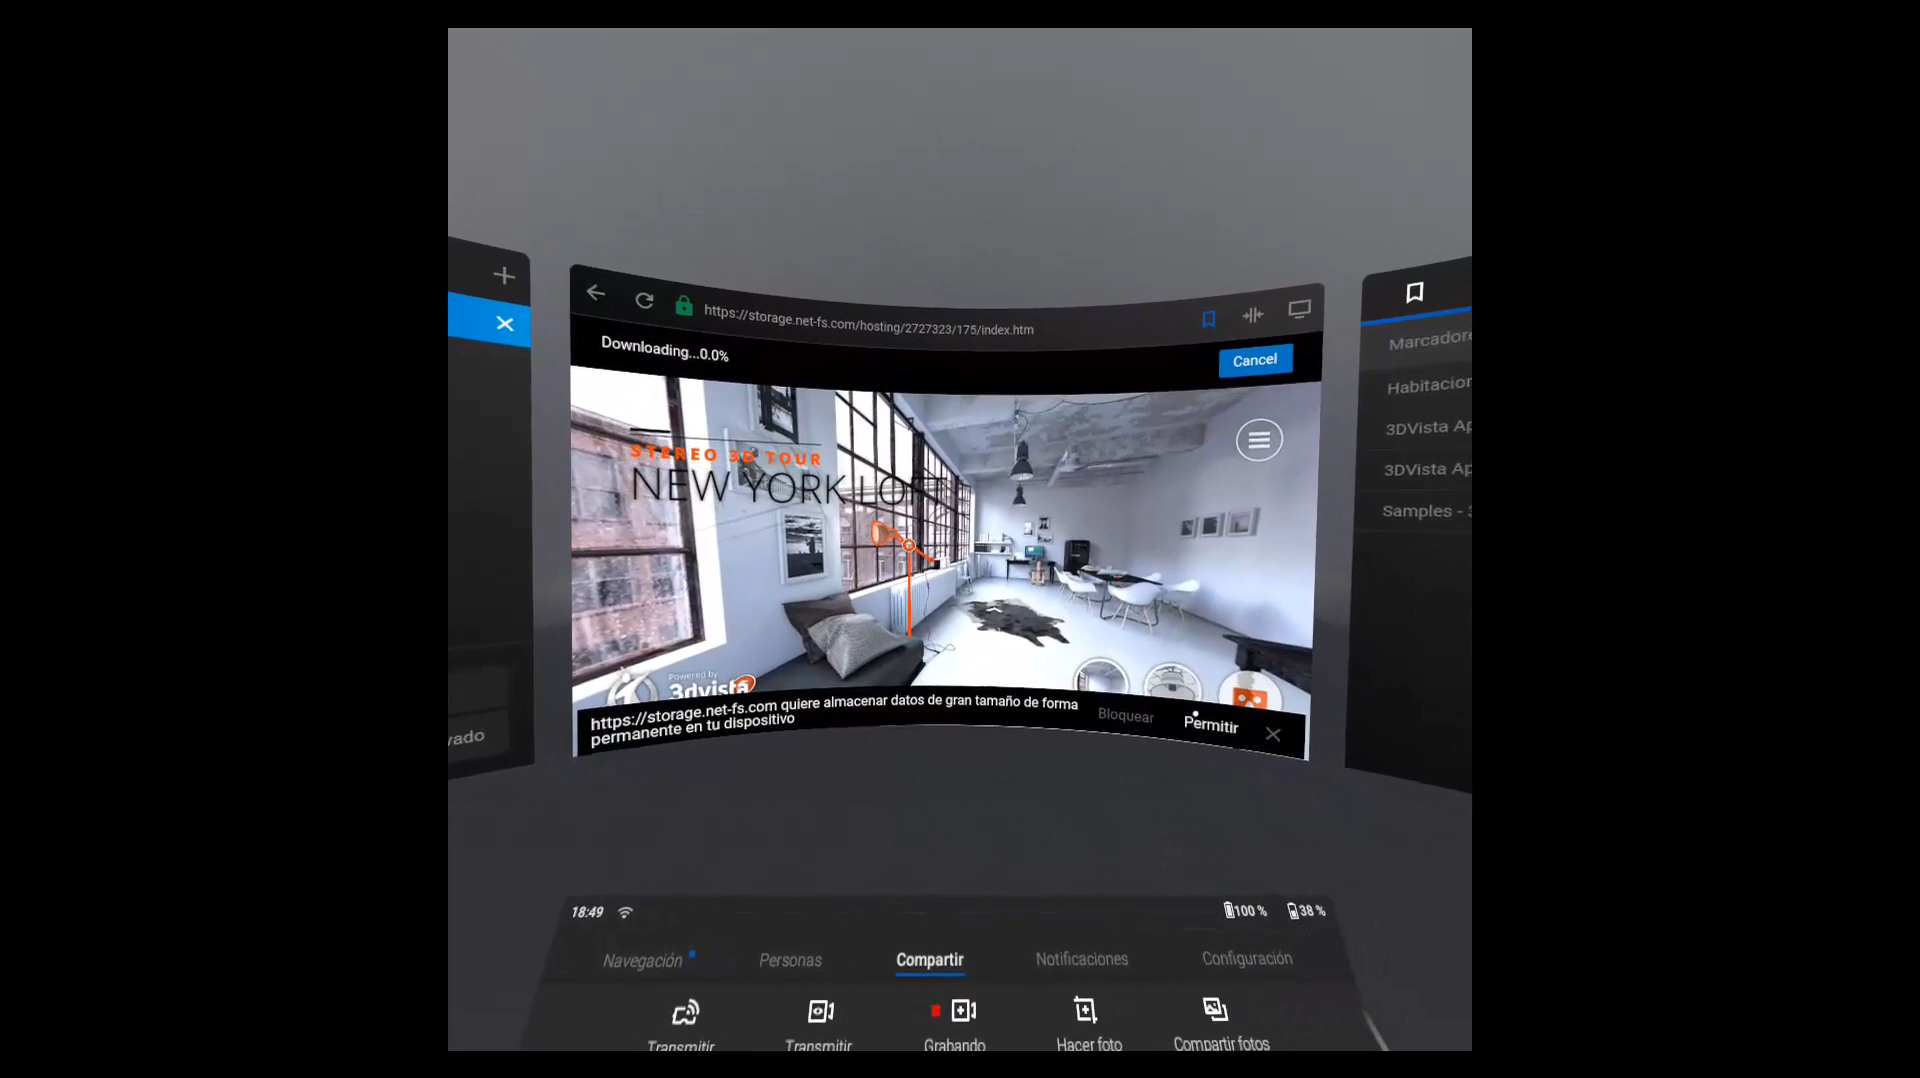 https://storage.net-fs.com/hosting/2727323/175/index.htm
Downloading...0.0%
Cancel
STEREO 3D TOUR
NEW YORK LOFT
Powered by
3dvista
https://storage.net-fs.com quiere almacenar datos de gran tamaño de forma
permanente en tu dispositivo
Bloquear
Permitir
vado
Marcadore
Habitacion
3DVista Ap
3DVista Ap
Samples - 3
18:49
100 %
38 %
Navegación
Personas
Compartir
Notificaciones
Configuración
Transmitir
Transmitir
Grabando
Hacer foto
Compartir fotos